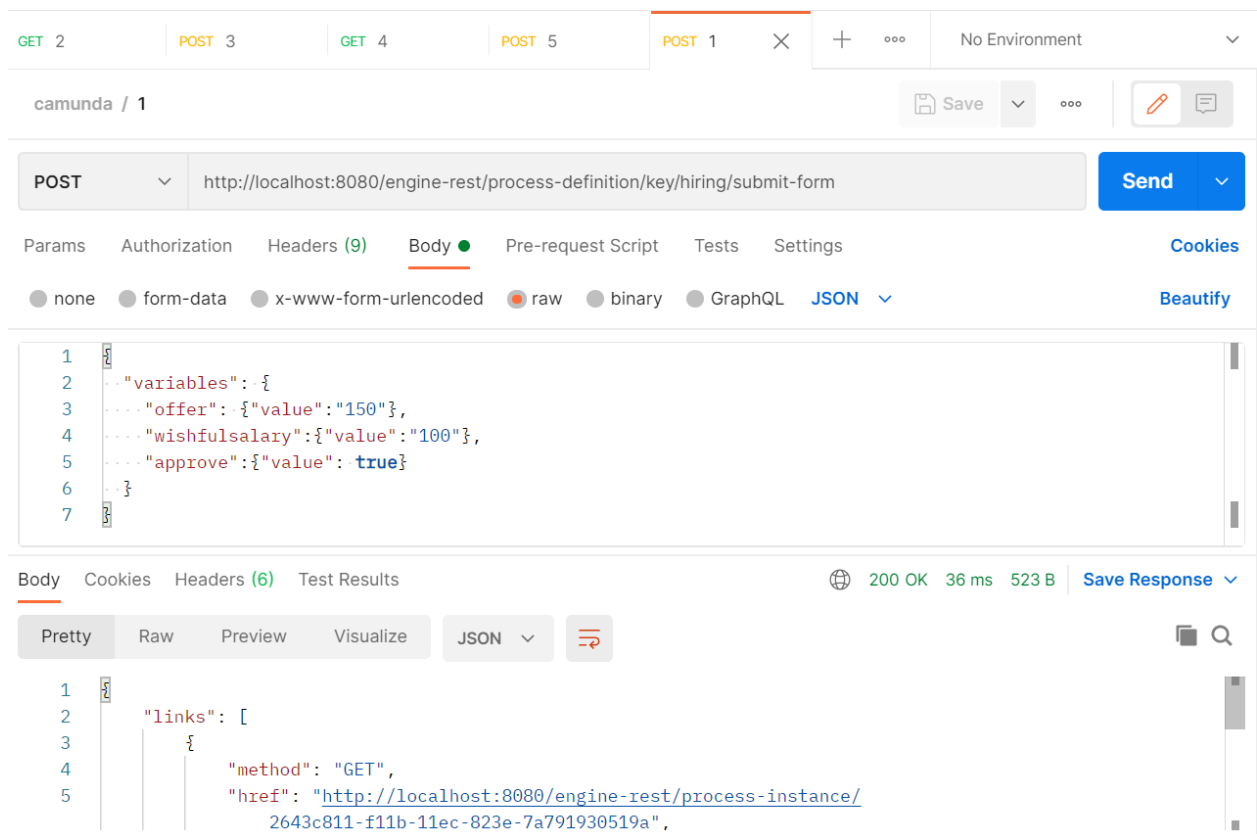 GET 2 POST 3 GET 4 POST 5 POST 1 No Environment
camunda / 1 Save
POST http://localhost:8080/engine-rest/process-definition/key/hiring/submit-form Send
Params Authorization Headers (9) Body Pre-request Script Tests Settings Cookies
none form-data x-www-form-urlencoded raw binary GraphQL JSON Beautify
1 {
2 "variables": {
3 "offer": {"value":"150"},
4 "wishfulsalary":{"value":"100"},
5 "approve":{"value": true}
6 }
7 }
Body Cookies Headers (6) Test Results 200 OK 36 ms 523 B Save Response
Pretty Raw Preview Visualize JSON
1 {
2 "links": [
3 {
4 "method": "GET",
5 "href": "http://localhost:8080/engine-rest/process-instance/
2643c811-f11b-11ec-823e-7a791930519a",